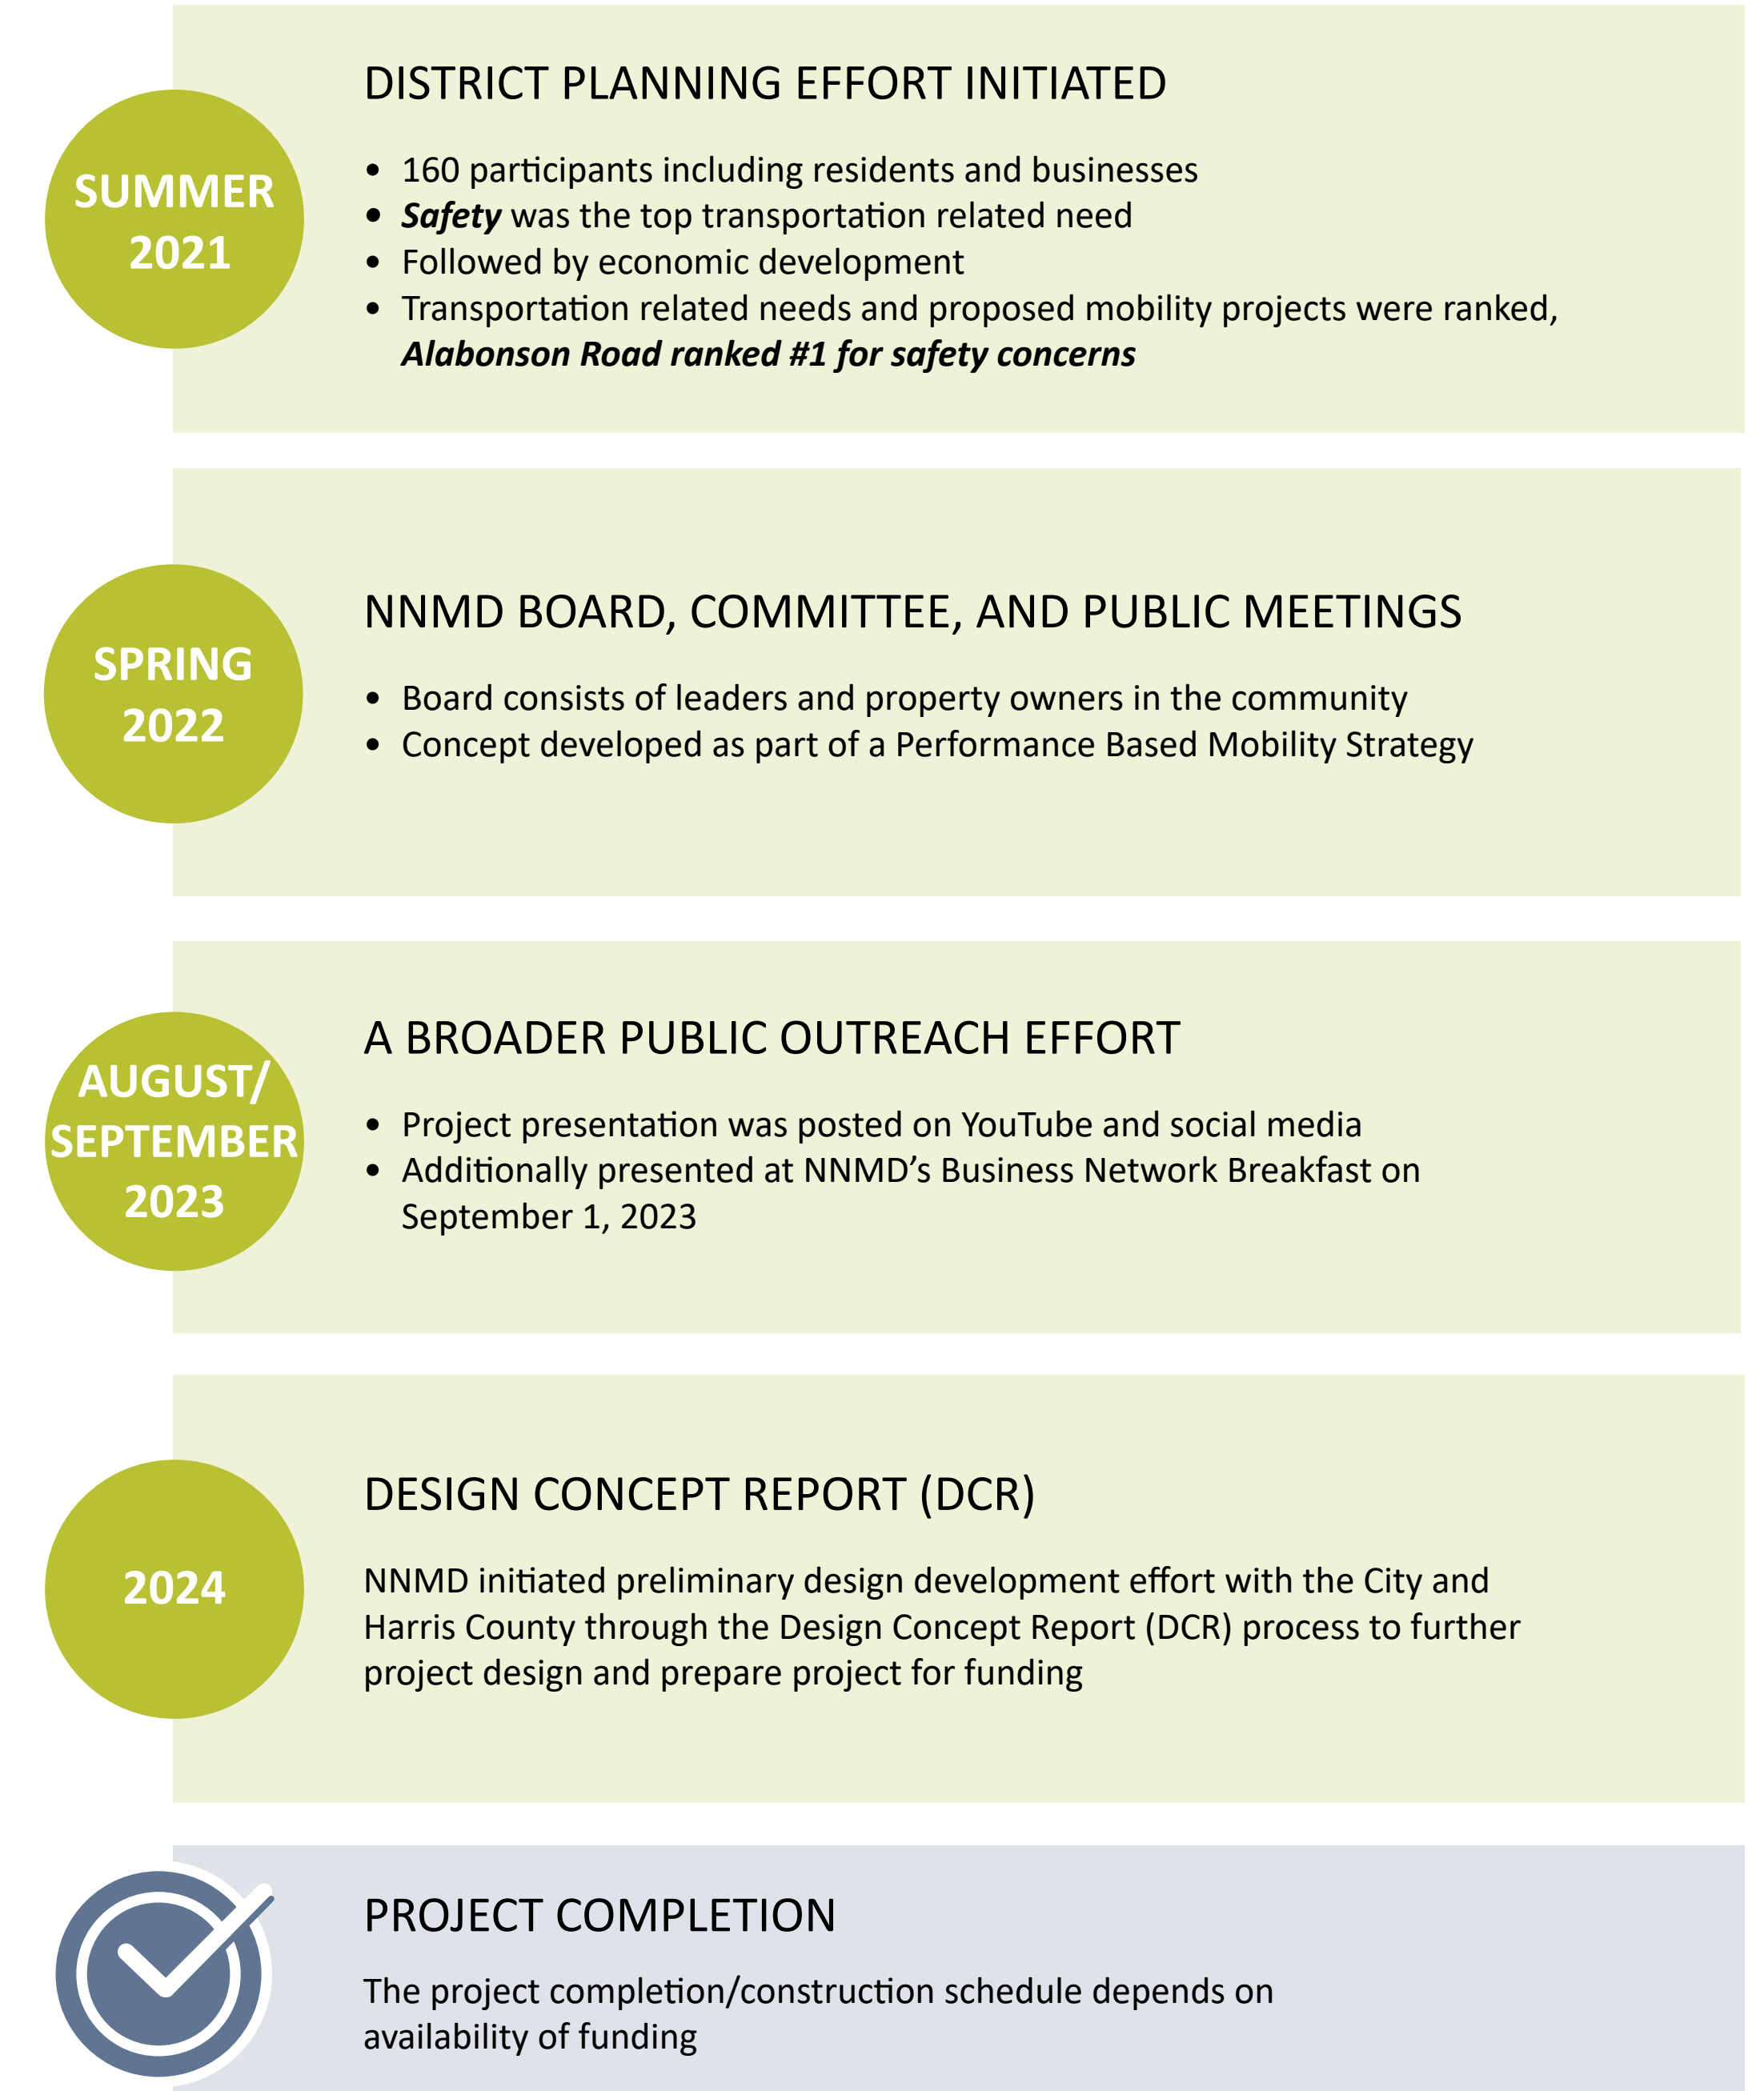 SUMMER
2021
DISTRICT PLANNING EFFORT INITIATED
• 160 participants including residents and businesses
• Safety was the top transportation related need
• Followed by economic development
• Transportation related needs and proposed mobility projects were ranked,
Alabonson Road ranked #1 for safety concerns
SPRING
2022
NNMD BOARD, COMMITTEE, AND PUBLIC MEETINGS
• Board consists of leaders and property owners in the community
• Concept developed as part of a Performance Based Mobility Strategy
AUGUST/
SEPTEMBER
2023
A BROADER PUBLIC OUTREACH EFFORT
• Project presentation was posted on YouTube and social media
• Additionally presented at NNMD’s Business Network Breakfast on
September 1, 2023
2024
DESIGN CONCEPT REPORT (DCR)
NNMD initiated preliminary design development effort with the City and
Harris County through the Design Concept Report (DCR) process to further
project design and prepare project for funding
PROJECT COMPLETION
The project completion/construction schedule depends on
availability of funding